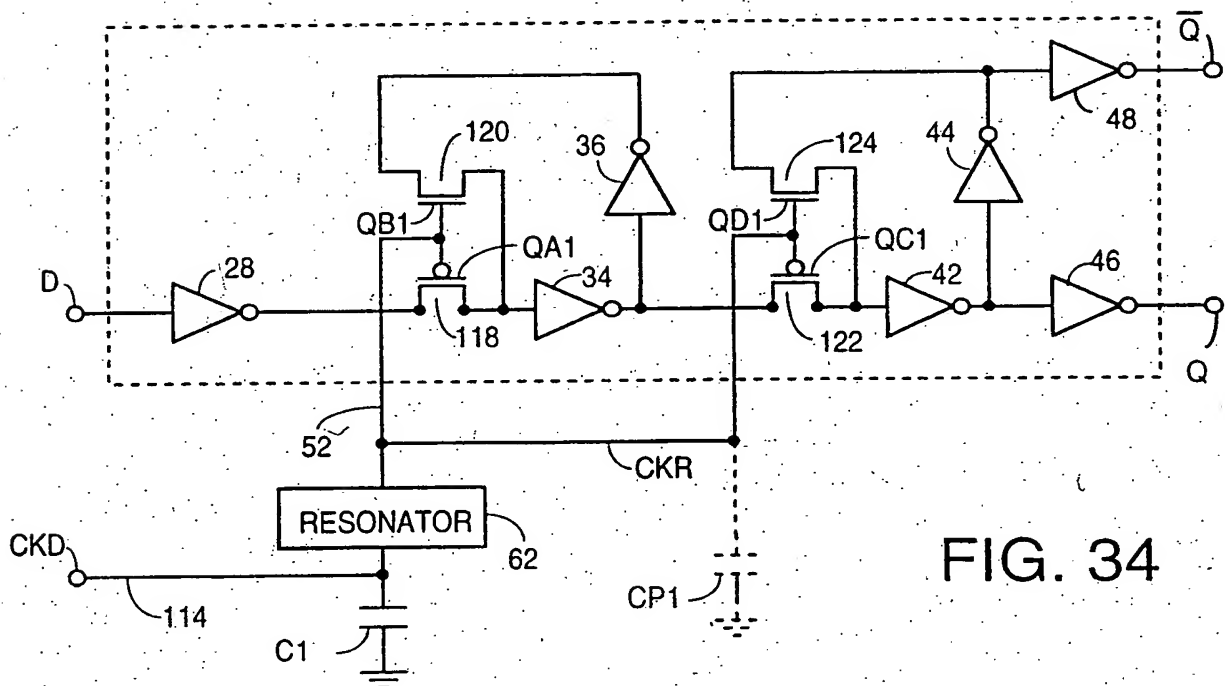 Q
48
120
36
124
44
QB1
QA1
QD1
QC1
D
28
34
42
46
118
122
Q
52
CKR
RESONATOR
62
CKD
114
C1
CP1
FIG. 34